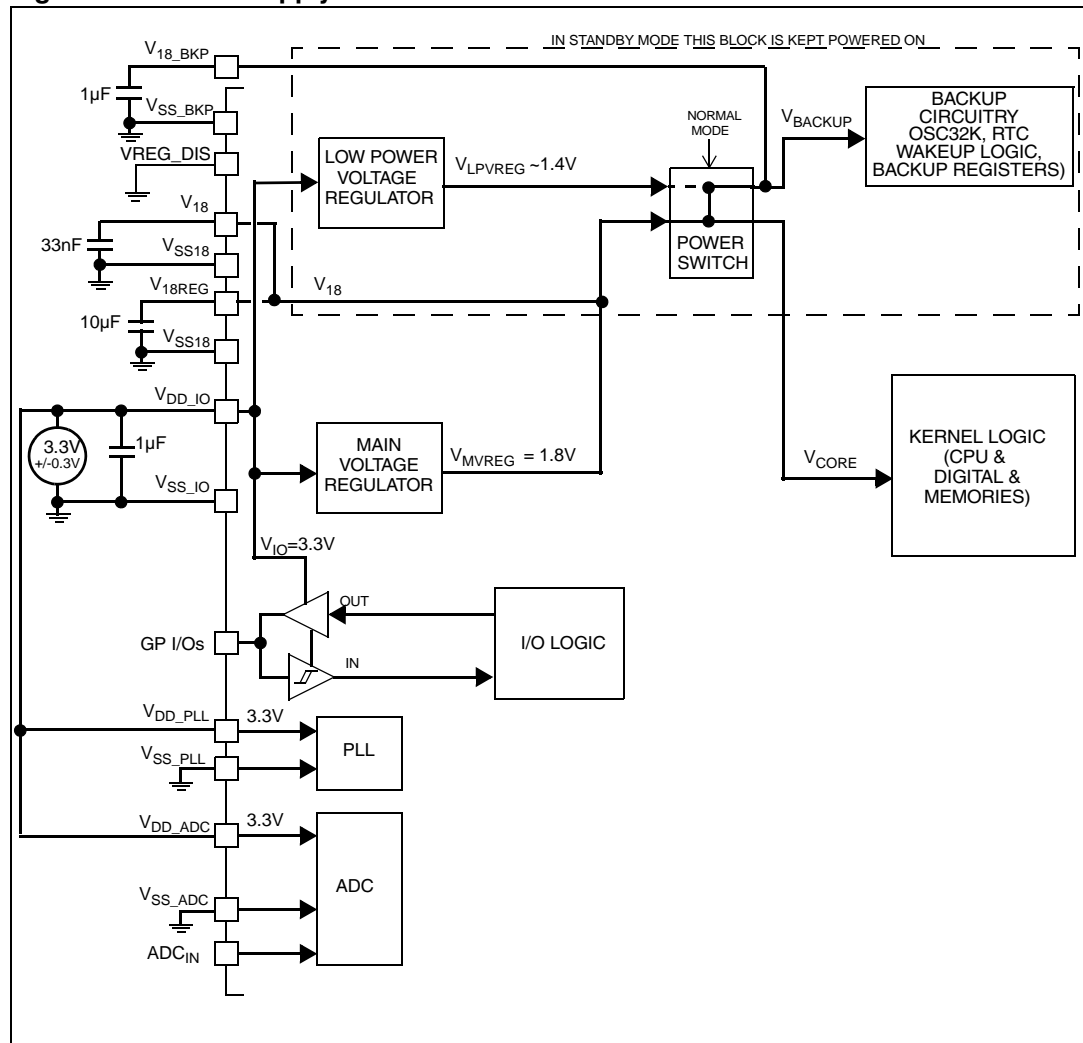 IN STANDBY MODE THIS BLOCK IS KEPT POWERED ON
V18_BKP
1µF
VSS_BKP
VREG_DIS
V18
33nF
VSS18
V18REG
10µF
VSS18
VDD_IO
3.3V
+/-0.3V
1µF
VSS_IO
LOW POWER
VOLTAGE
REGULATOR
VLPVREG ~1.4V
NORMAL
MODE
POWER
SWITCH
VBACKUP
BACKUP
CIRCUITRY
OSC32K, RTC
WAKEUP LOGIC,
BACKUP REGISTERS)
V18
MAIN
VOLTAGE
REGULATOR
VMVREG = 1.8V
VCORE
KERNEL LOGIC
(CPU &
DIGITAL &
MEMORIES)
VIO=3.3V
OUT
GP I/Os
IN
I/O LOGIC
VDD_PLL
3.3V
VSS_PLL
PLL
VDD_ADC
3.3V
VSS_ADC
ADCIN
ADC